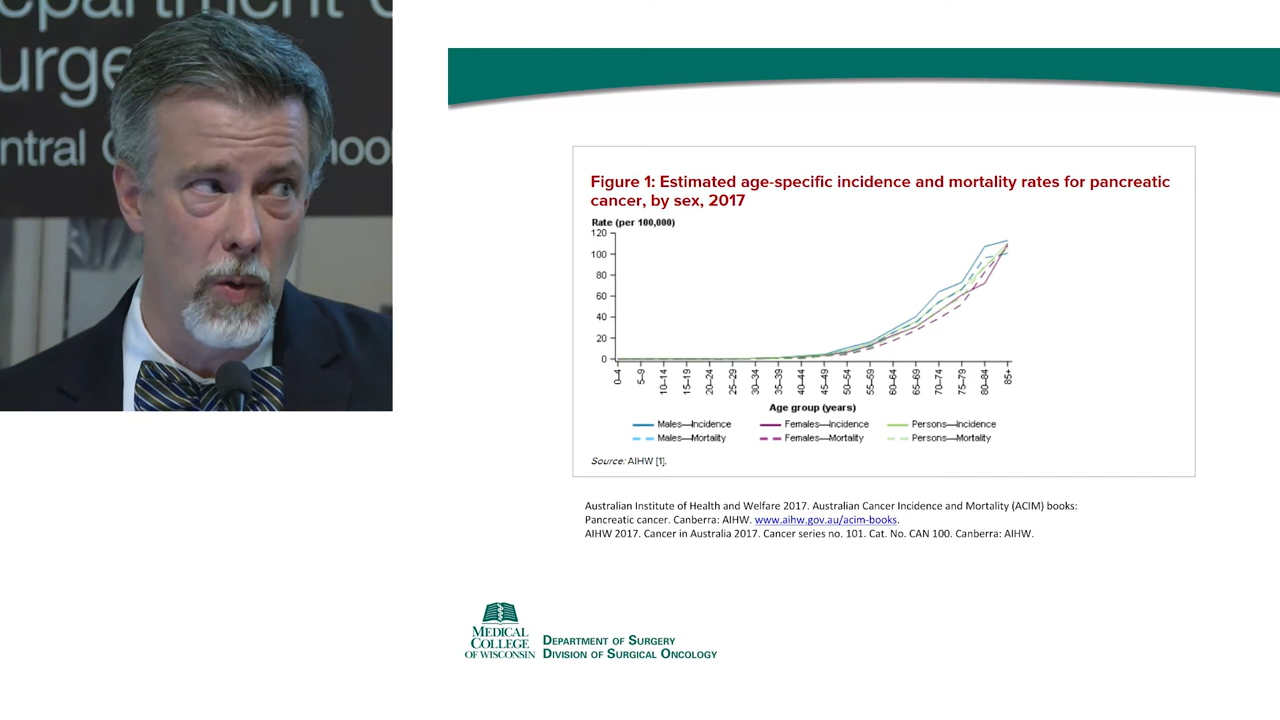 Department
urge
ntral
Figure 1: Estimated age-specific incidence and mortality rates for pancreatic
cancer, by sex, 2017
Rate (per 100,000)
120
100
80
60
40
20
0
0–4
5–9
10–14
15–19
20–24
25–29
30–34
35–39
40–44
45–49
50–54
55–59
60–64
65–69
70–74
75–79
80–84
85+
Age group (years)
Males—Incidence
Females—Incidence
Persons—Incidence
Males—Mortality
Females—Mortality
Persons—Mortality
Source: AIHW [1].
Australian Institute of Health and Welfare 2017. Australian Cancer Incidence and Mortality (ACIM) books:
Pancreatic cancer. Canberra: AIHW. www.aihw.gov.au/acim-books.
AIHW 2017. Cancer in Australia 2017. Cancer series no. 101. Cat. No. CAN 100. Canberra: AIHW.
MEDICAL
COLLEGE
OF WISCONSIN
DEPARTMENT OF SURGERY
DIVISION OF SURGICAL ONCOLOGY